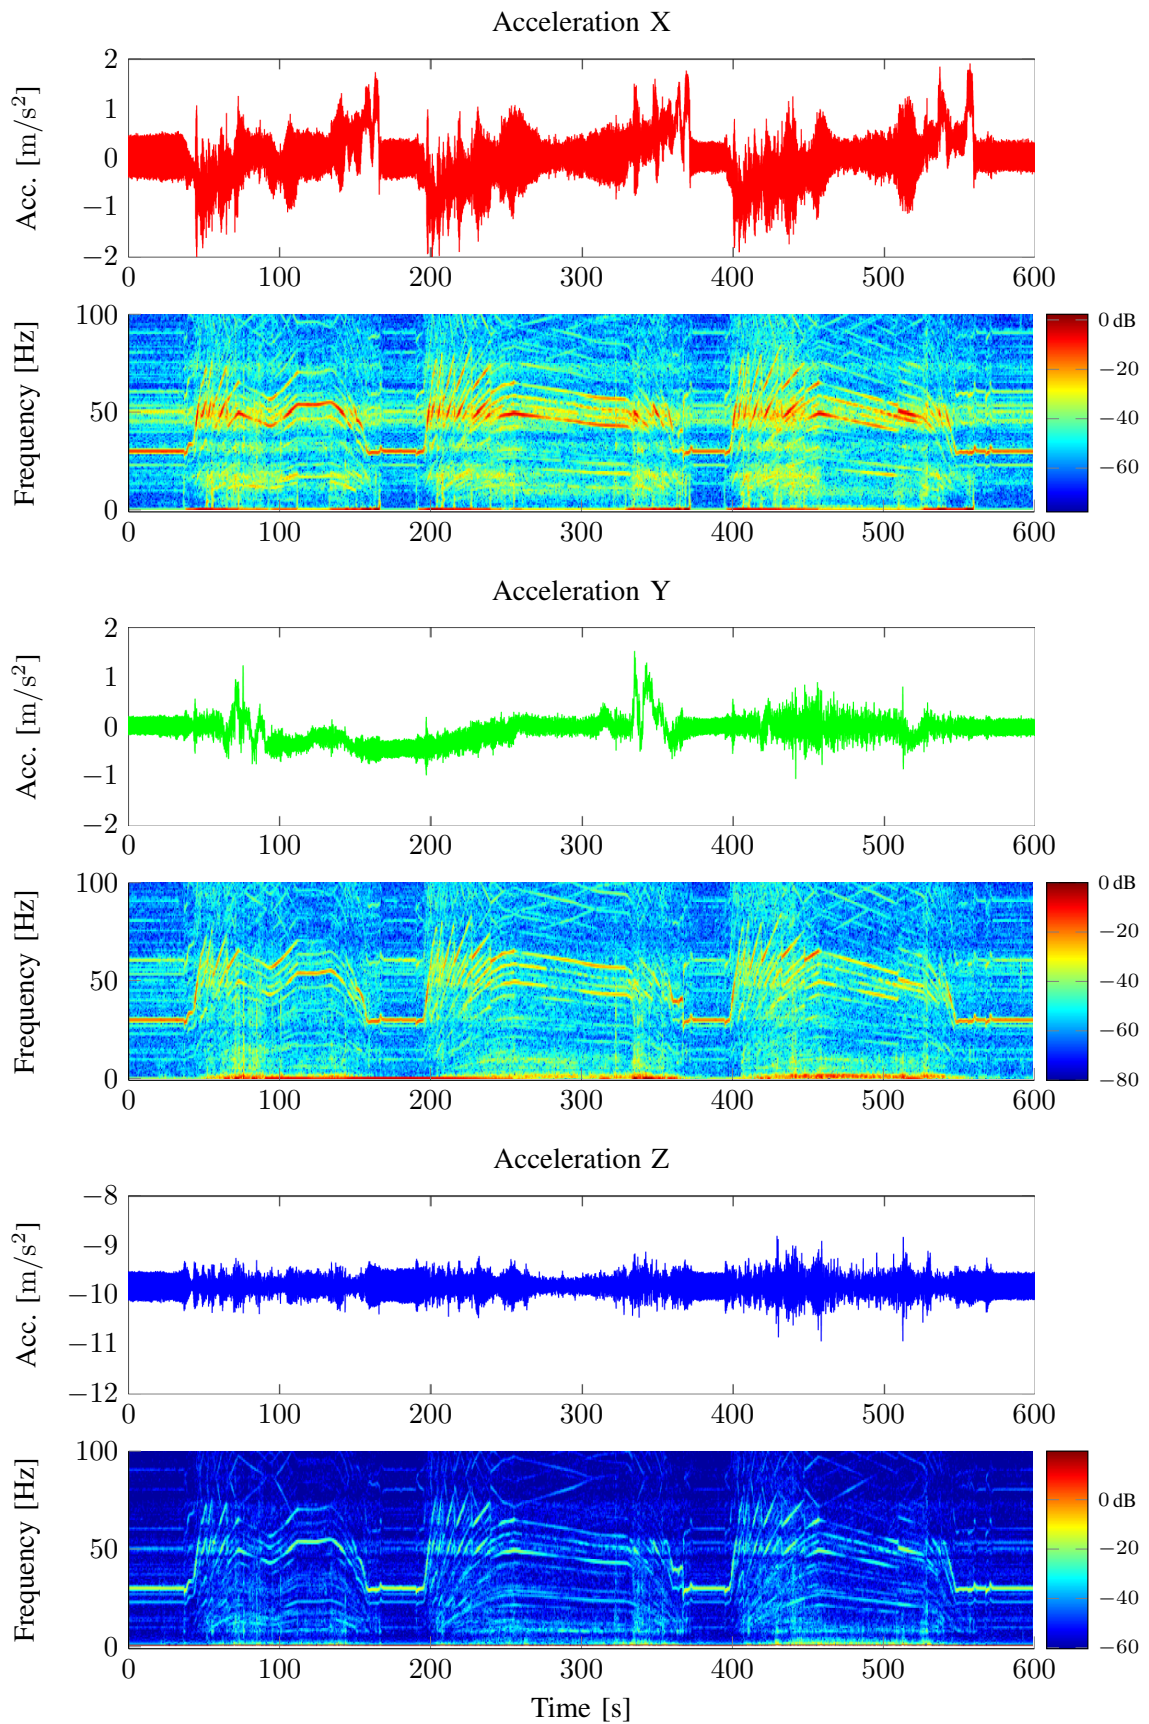 Acceleration X
2
1
0
−1
−2
Acc. [m/s²]
0 100 200 300 400 500 600
100
50
0
Frequency [Hz]
0 dB
−20
−40
−60
0 100 200 300 400 500 600
Acceleration Y
2
1
0
−1
−2
Acc. [m/s²]
0 100 200 300 400 500 600
100
50
0
Frequency [Hz]
0 dB
−20
−40
−60
−80
0 100 200 300 400 500 600
Acceleration Z
−8
−9
−10
−11
−12
Acc. [m/s²]
0 100 200 300 400 500 600
100
50
0
Frequency [Hz]
0 dB
−20
−40
−60
0 100 200 300 400 500 600
Time [s]